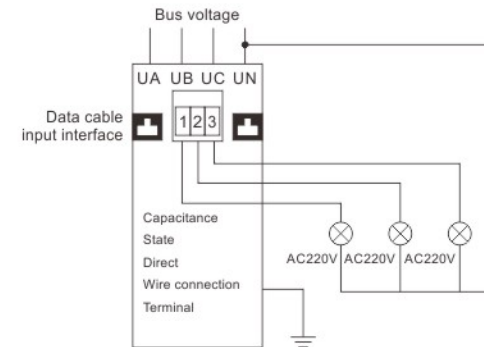 Bus voltage
UA UB UC UN
Data cable
input interface
1 2 3
Capacitance
State
Direct
Wire connection
Terminal
AC220V AC220V AC220V